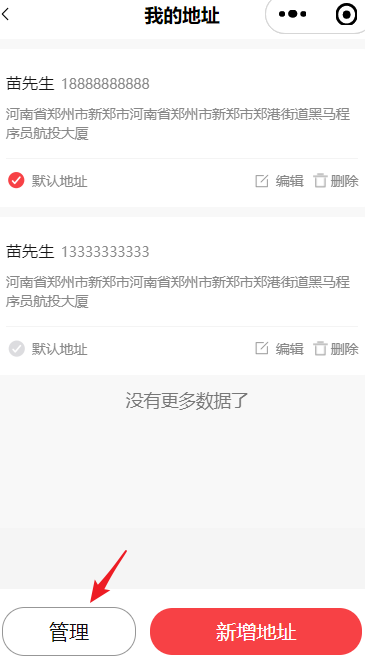 我的地址
苗先生 18888888888
河南省郑州市新郑市河南省郑州市新郑市郑港街道黑马程
序员航投大厦
默认地址 编辑 删除
苗先生 13333333333
河南省郑州市新郑市河南省郑州市新郑市郑港街道黑马程
序员航投大厦
默认地址 编辑 删除
没有更多数据了
管理 新增地址